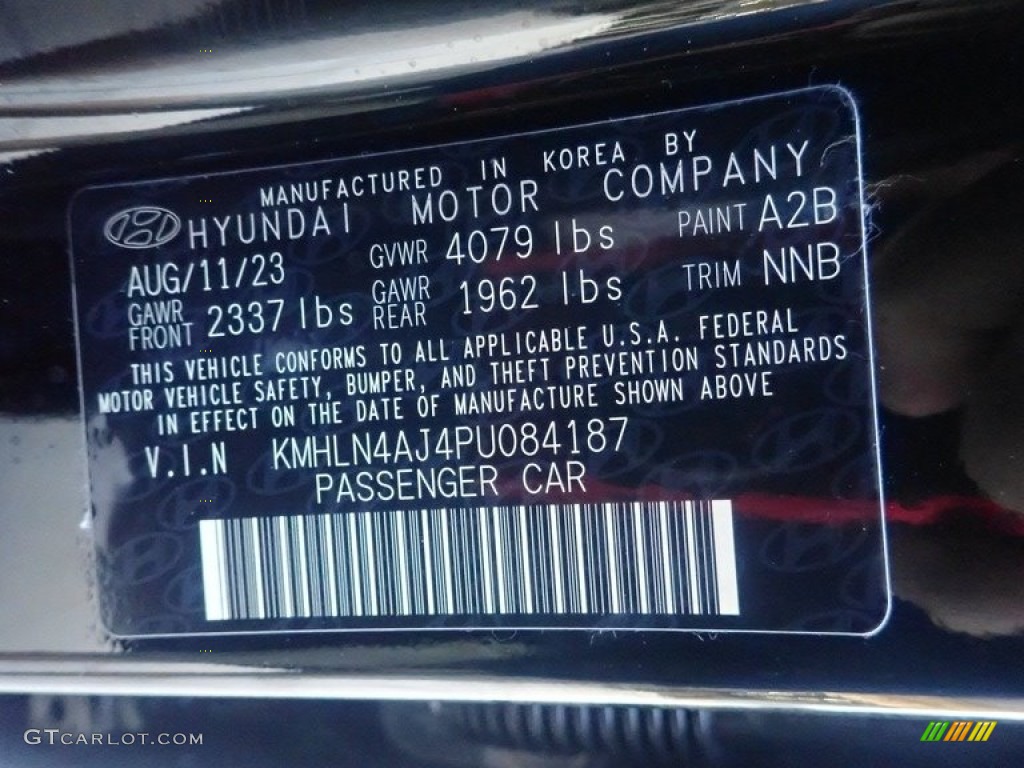 MANUFACTURED IN KOREA BY
HYUNDAI MOTOR COMPANY
AUG/11/23 GVWR 4079 lbs PAINT A2B
GAWR FRONT 2337 lbs GAWR REAR 1962 lbs TRIM NNB
THIS VEHICLE CONFORMS TO ALL APPLICABLE U.S.A. FEDERAL
MOTOR VEHICLE SAFETY, BUMPER, AND THEFT PREVENTION STANDARDS
IN EFFECT ON THE DATE OF MANUFACTURE SHOWN ABOVE
V.I.N KMHLN4AJ4PU084187
PASSENGER CAR
GTCARLOT.COM